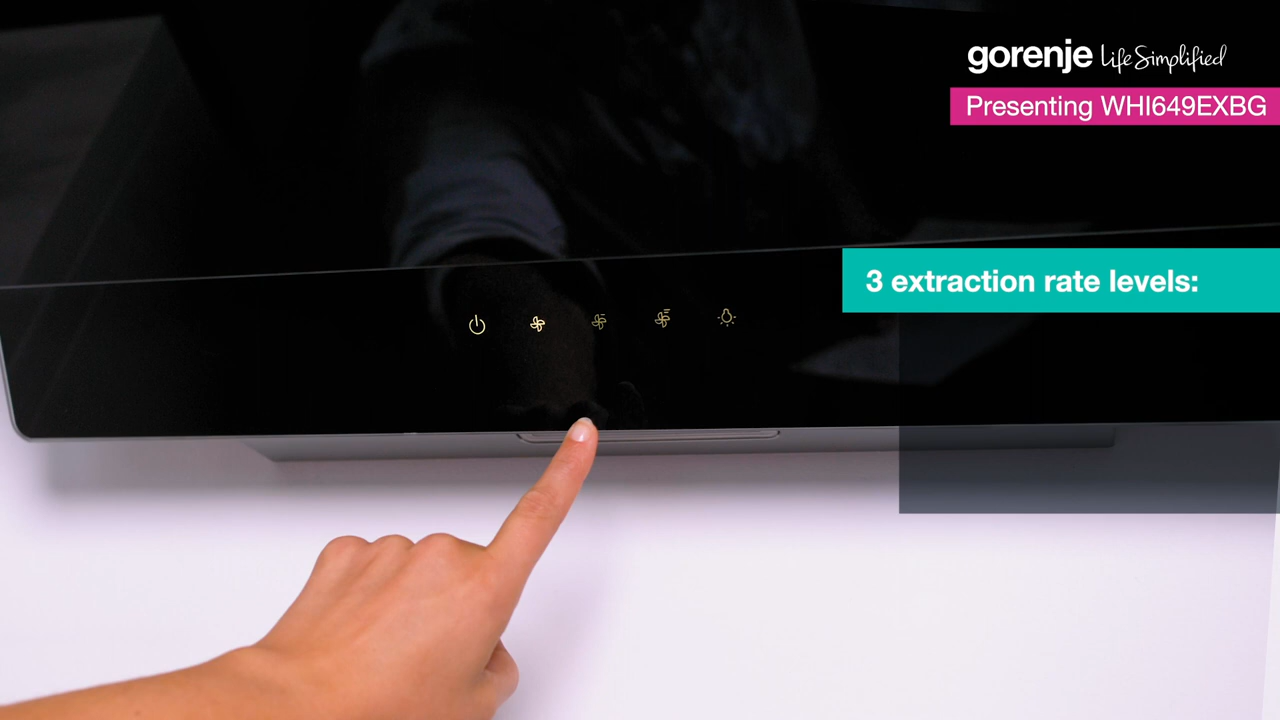 gorenje Life Simplified
Presenting WHI649EXBG
3 extraction rate levels: